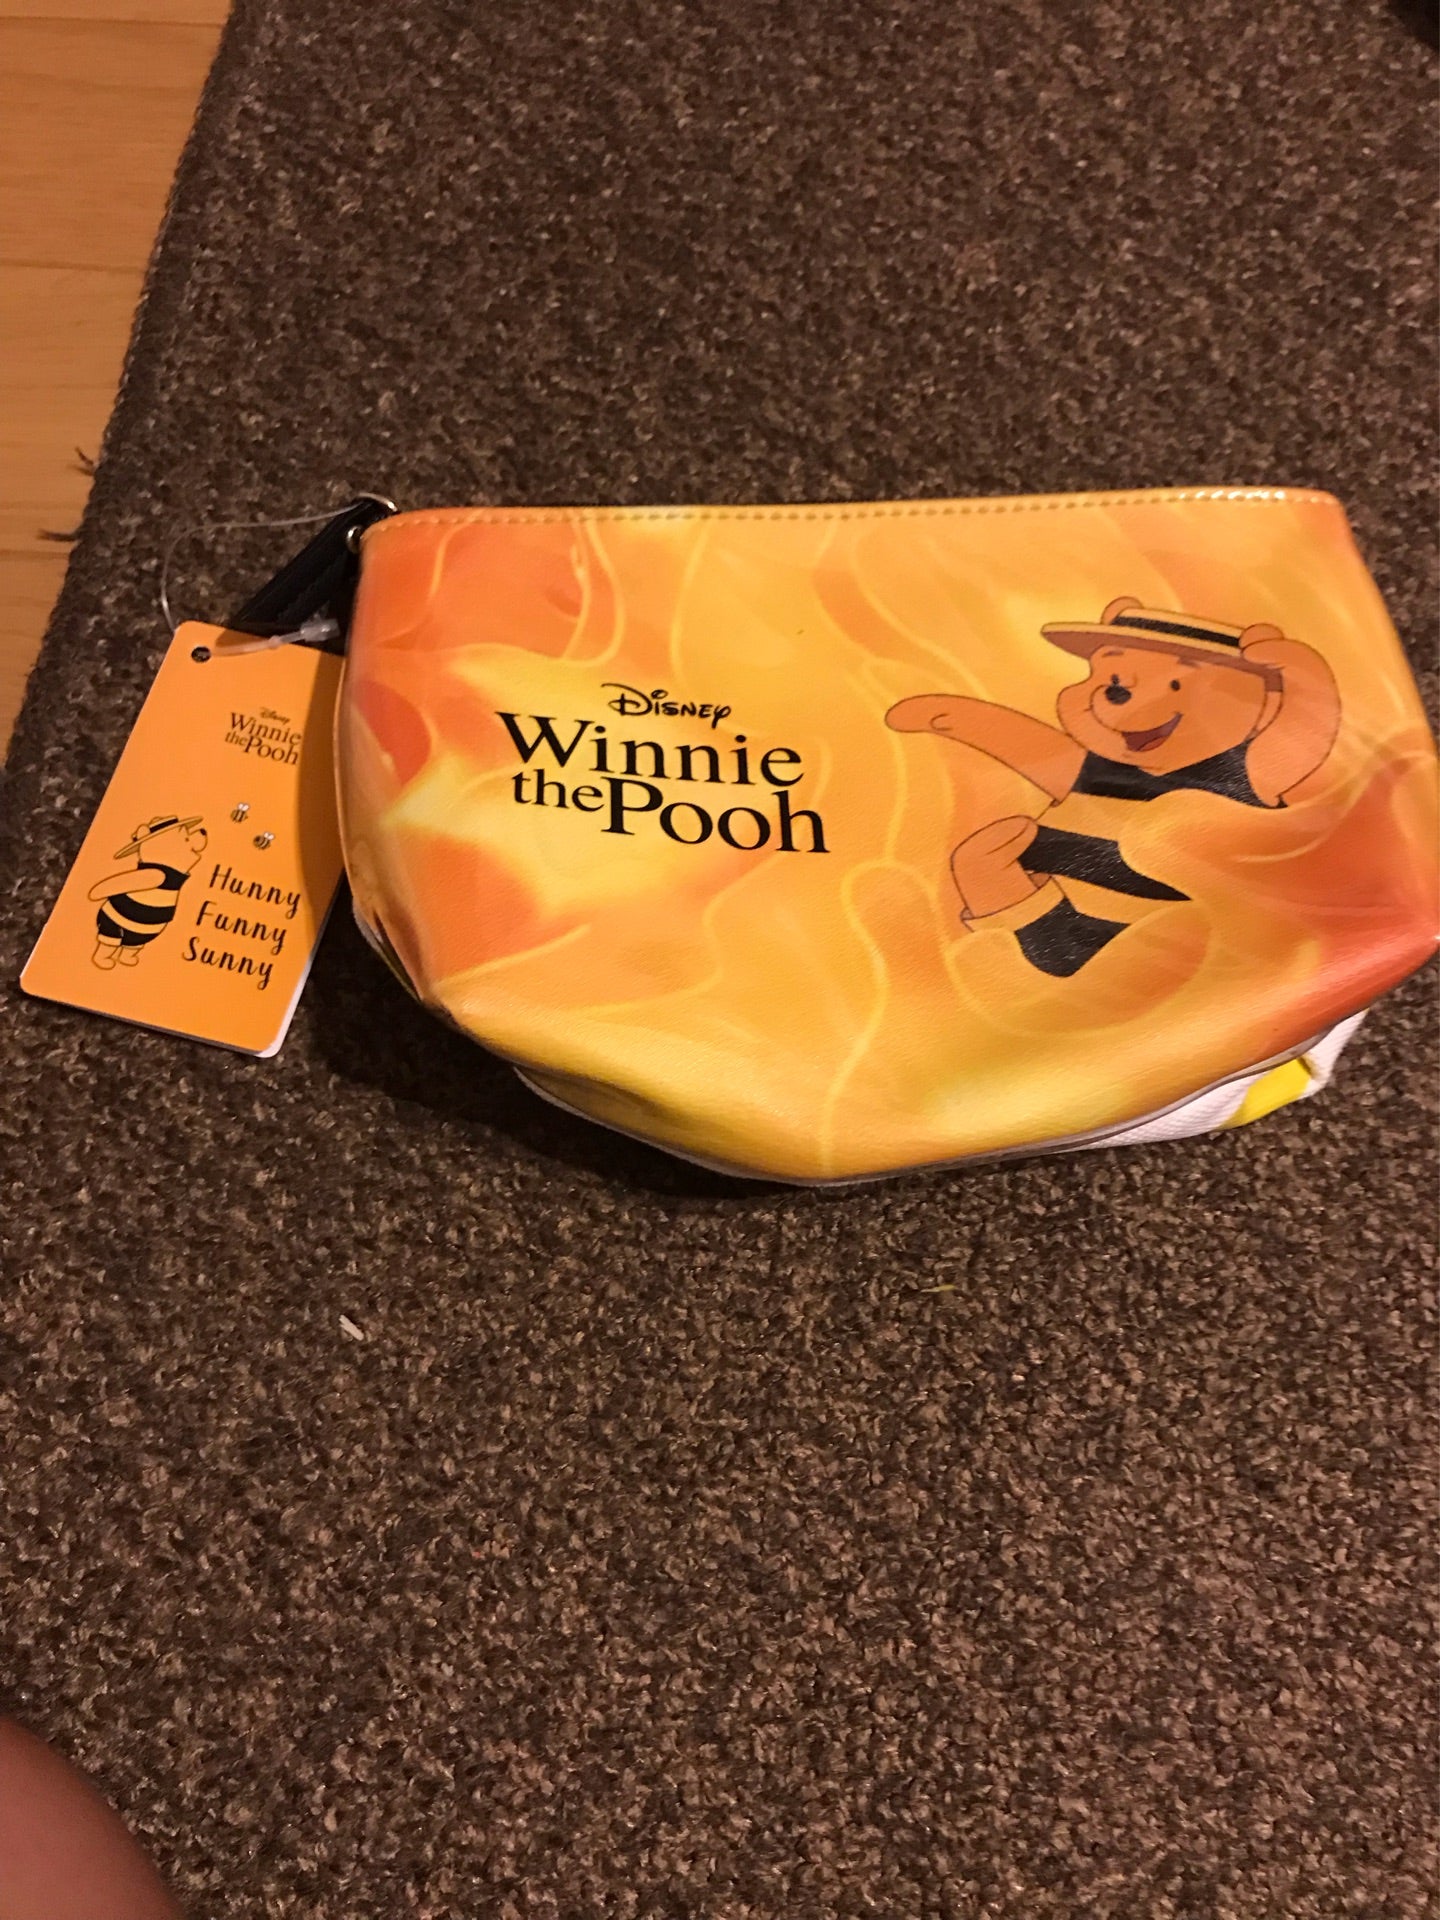 Disney
Winnie
the Pooh
Disney
Winnie
the Pooh
Hunny
Funny
Sunny